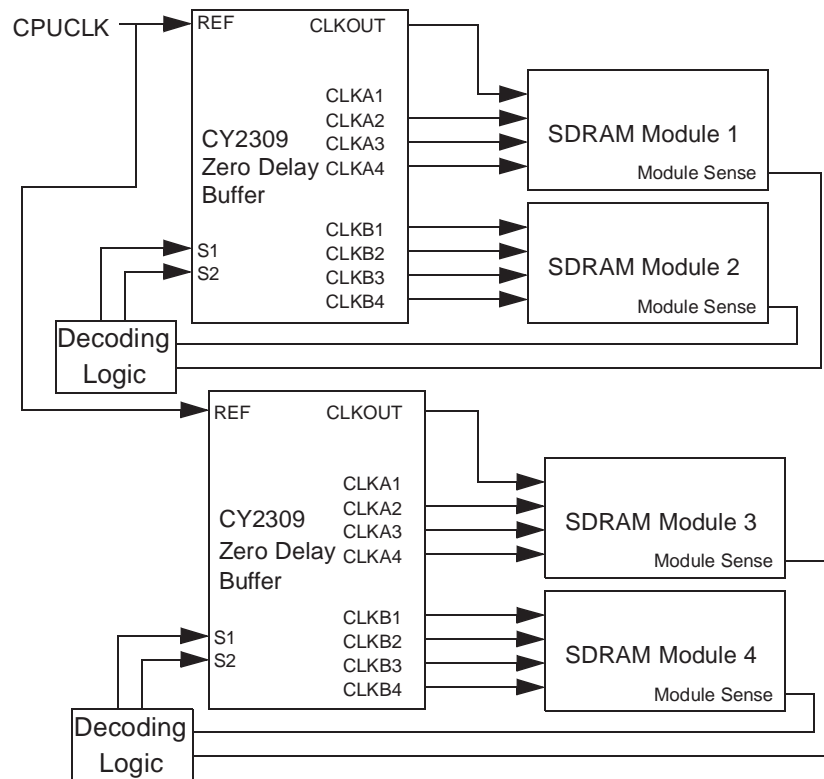 CPUCLK
REF
CLKOUT
CLKA1
CLKA2
CLKA3
CLKA4
CY2309
Zero Delay
Buffer
CLKB1
CLKB2
CLKB3
CLKB4
S1
S2
SDRAM Module 1
Module Sense
SDRAM Module 2
Module Sense
Decoding
Logic
REF
CLKOUT
CLKA1
CLKA2
CLKA3
CLKA4
CY2309
Zero Delay
Buffer
CLKB1
CLKB2
CLKB3
CLKB4
S1
S2
SDRAM Module 3
Module Sense
SDRAM Module 4
Module Sense
Decoding
Logic